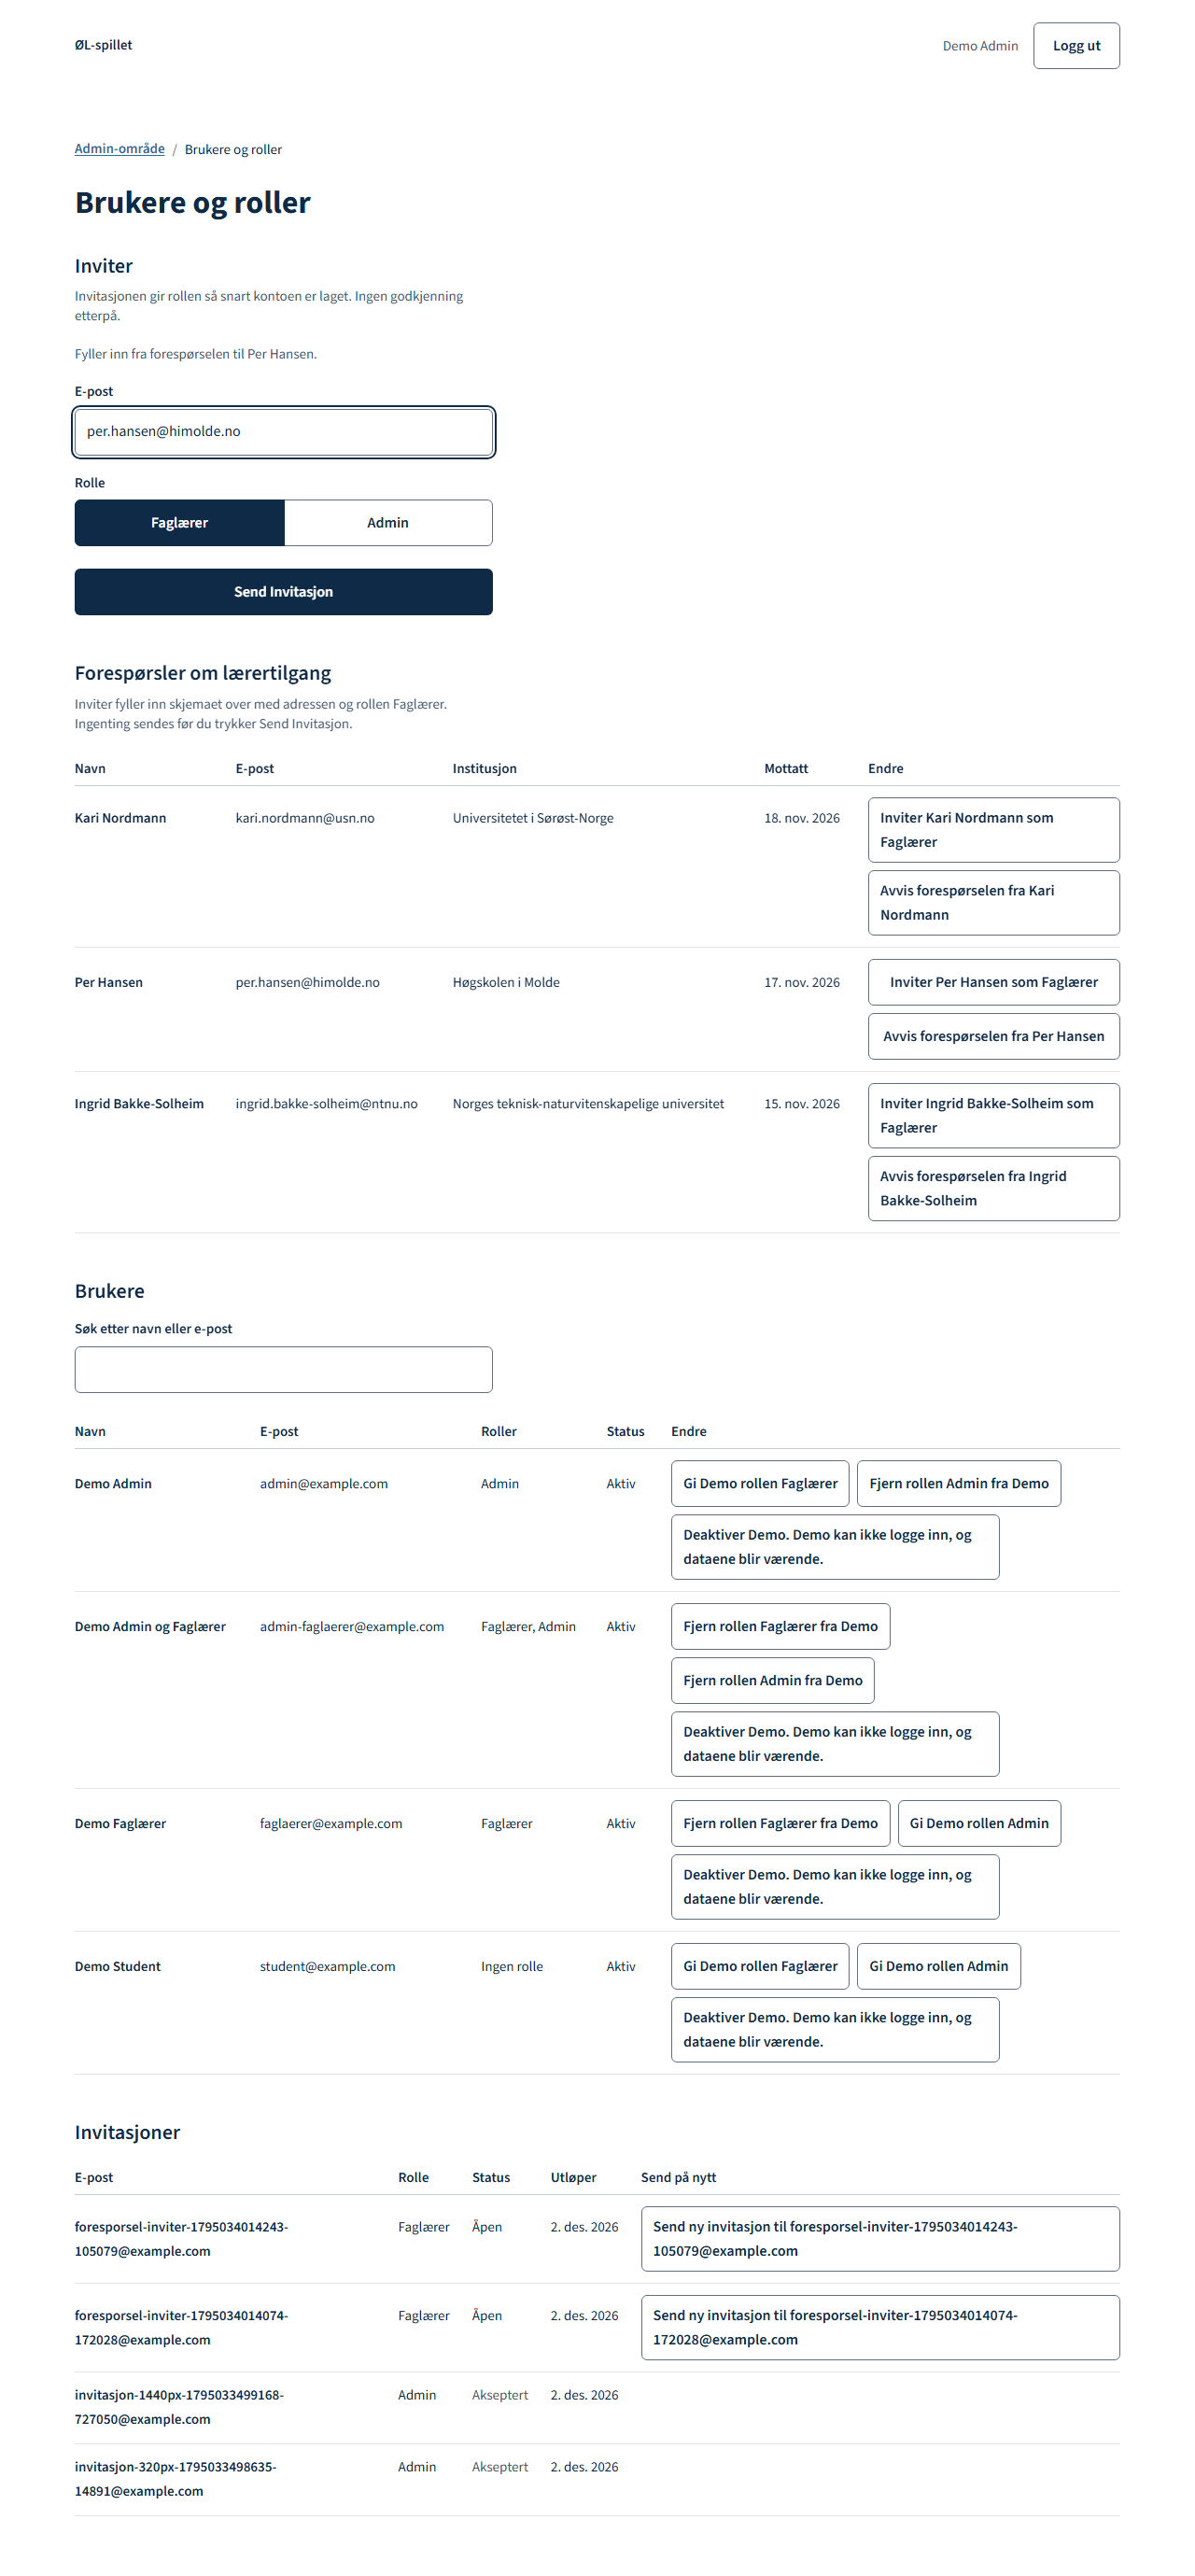 ØL-spillet
Demo Admin
Logg ut
Admin-område / Brukere og roller
Brukere og roller
Inviter
Invitasjonen gir rollen så snart kontoen er laget. Ingen godkjenning
etterpå.
Fyller inn fra forespørselen til Per Hansen.
E-post
per.hansen@himolde.no
Rolle
Faglærer
Admin
Send Invitasjon
Forespørsler om lærertilgang
Inviter fyller inn skjemaet over med adressen og rollen Faglærer.
Ingenting sendes før du trykker Send Invitasjon.
Navn E-post Institusjon Mottatt Endre
Kari Nordmann kari.nordmann@usn.no Universitetet i Sørøst-Norge 18. nov. 2026
Inviter Kari Nordmann som
Faglærer
Avvis forespørselen fra Kari
Nordmann
Per Hansen per.hansen@himolde.no Høgskolen i Molde 17. nov. 2026 Inviter Per Hansen som Faglærer
Avvis forespørselen fra Per Hansen
Ingrid Bakke-Solheim ingrid.bakke-solheim@ntnu.no Norges teknisk-naturvitenskapelige universitet 15. nov. 2026
Inviter Ingrid Bakke-Solheim som
Faglærer
Avvis forespørselen fra Ingrid
Bakke-Solheim
Brukere
Søk etter navn eller e-post
Navn E-post Roller Status Endre
Demo Admin admin@example.com Admin Aktiv Gi Demo rollen Faglærer Fjern rollen Admin fra Demo
Deaktiver Demo. Demo kan ikke logge inn, og
dataene blir værende.
Demo Admin og Faglærer admin-faglaerer@example.com Faglærer, Admin Aktiv Fjern rollen Faglærer fra Demo
Fjern rollen Admin fra Demo
Deaktiver Demo. Demo kan ikke logge inn, og
dataene blir værende.
Demo Faglærer faglaerer@example.com Faglærer Aktiv Fjern rollen Faglærer fra Demo Gi Demo rollen Admin
Deaktiver Demo. Demo kan ikke logge inn, og
dataene blir værende.
Demo Student student@example.com Ingen rolle Aktiv Gi Demo rollen Faglærer Gi Demo rollen Admin
Deaktiver Demo. Demo kan ikke logge inn, og
dataene blir værende.
Invitasjoner
E-post Rolle Status Utløper Send på nytt
foresporsel-inviter-1795034014243-
105079@example.com
Faglærer Åpen 2. des. 2026
Send ny invitasjon til foresporsel-inviter-1795034014243-
105079@example.com
foresporsel-inviter-1795034014074-
172028@example.com
Faglærer Åpen 2. des. 2026
Send ny invitasjon til foresporsel-inviter-1795034014074-
172028@example.com
invitasjon-1440px-1795033499168-
727050@example.com
Admin Akseptert 2. des. 2026
invitasjon-320px-1795033498635-
14891@example.com
Admin Akseptert 2. des. 2026